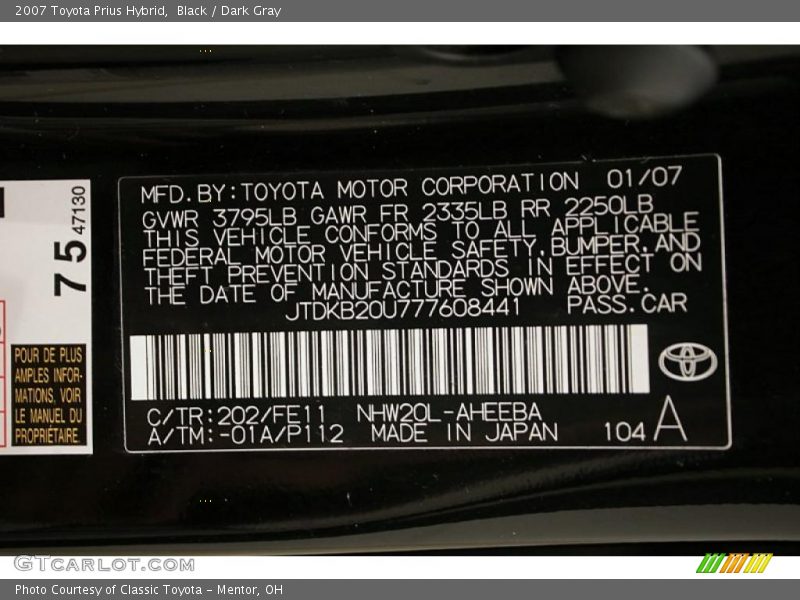 2007 Toyota Prius Hybrid, Black / Dark Gray
75
47130
POUR DE PLUS
AMPLES INFOR-
MATIONS, VOIR
LE MANUEL DU
PROPRIÉTAIRE.
MFD.BY:TOYOTA MOTOR CORPORATION 01/07
GVWR 3795LB GAWR FR 2335LB RR 2250LB
THIS VEHICLE CONFORMS TO ALL APPLICABLE
FEDERAL MOTOR VEHICLE SAFETY,BUMPER,AND
THEFT PREVENTION STANDARDS IN EFFECT ON
THE DATE OF MANUFACTURE SHOWN ABOVE.
JTDKB20U777608441 PASS.CAR
C/TR:202/FE11 NHW20L-AHEEBA
A/TM:-01A/P112 MADE IN JAPAN 104 A
GTCARLOT.COM
Photo Courtesy of Classic Toyota - Mentor, OH